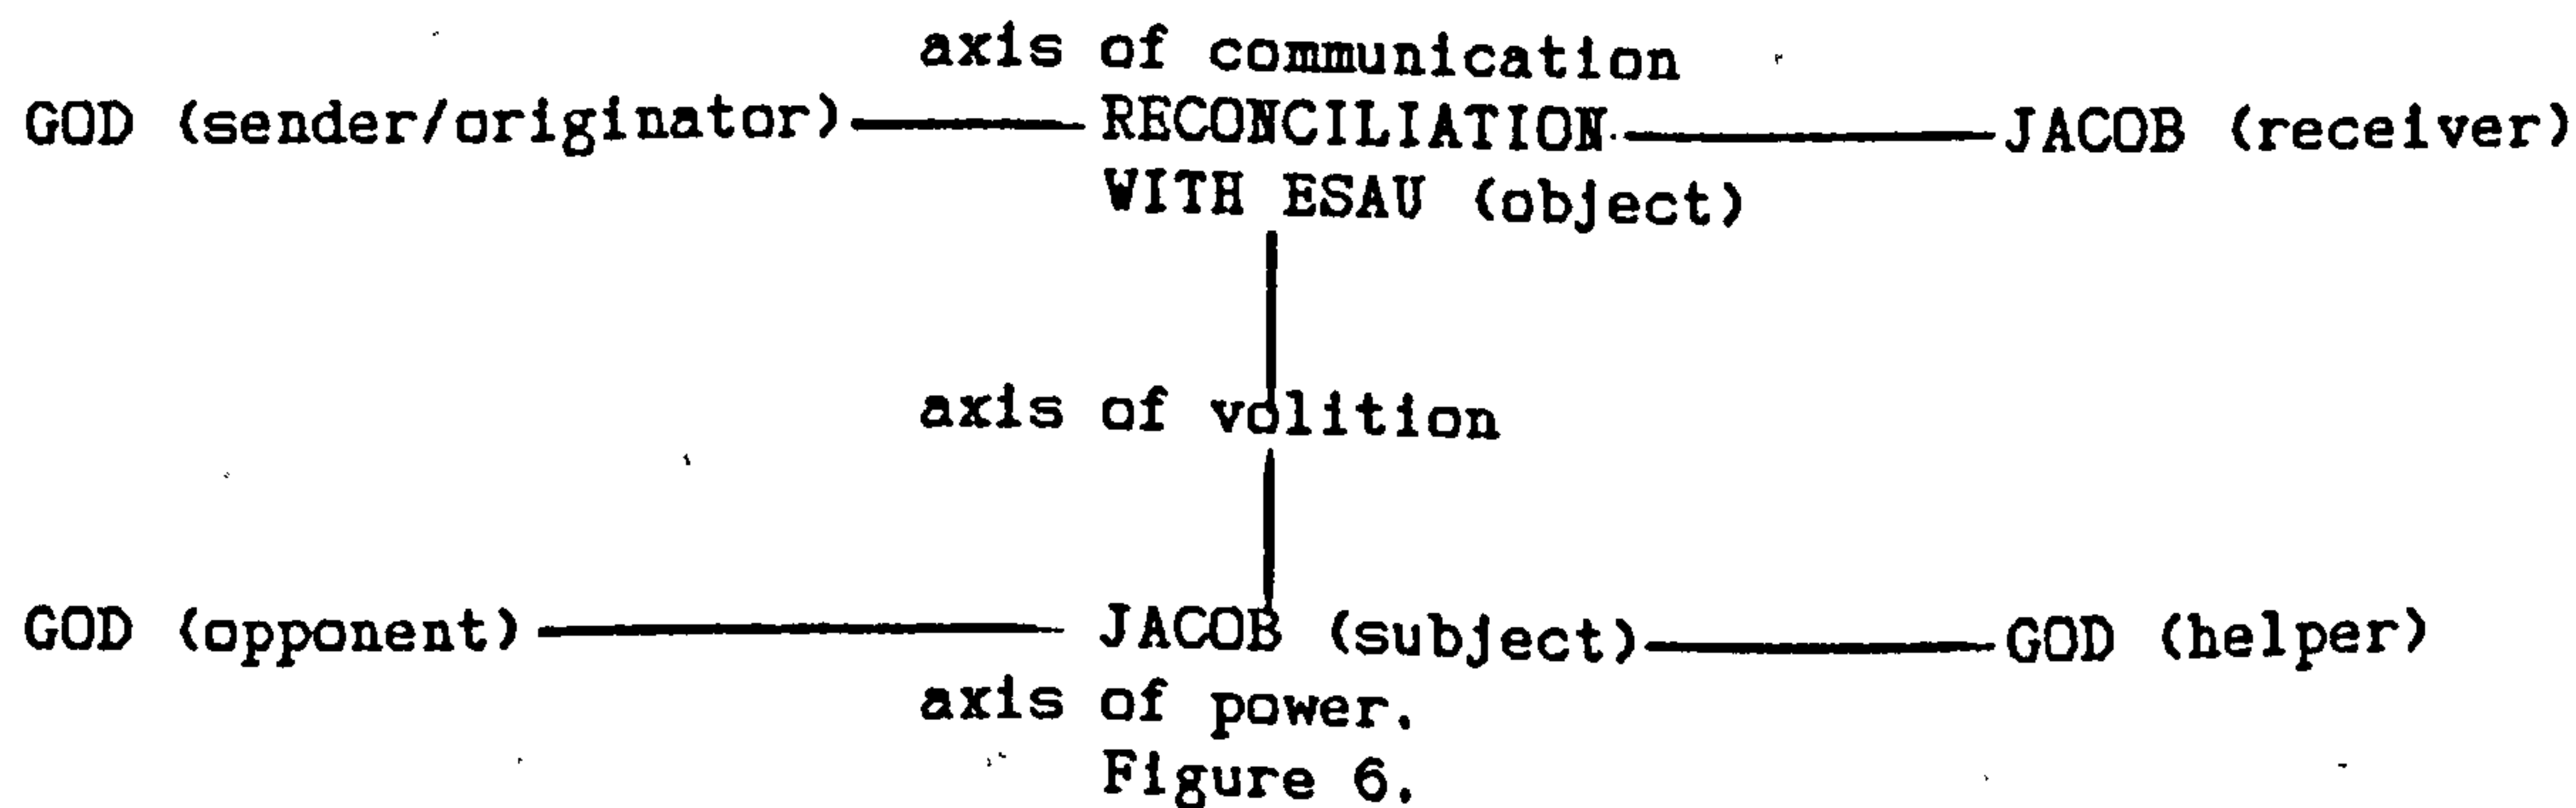 axis of communication
GOD (sender/originator) RECONCILIATION JACOB (receiver)
WITH ESAU (object)
axis of volition
GOD (opponent) JACOB (subject) GOD (helper)
axis of power.
Figure 6.